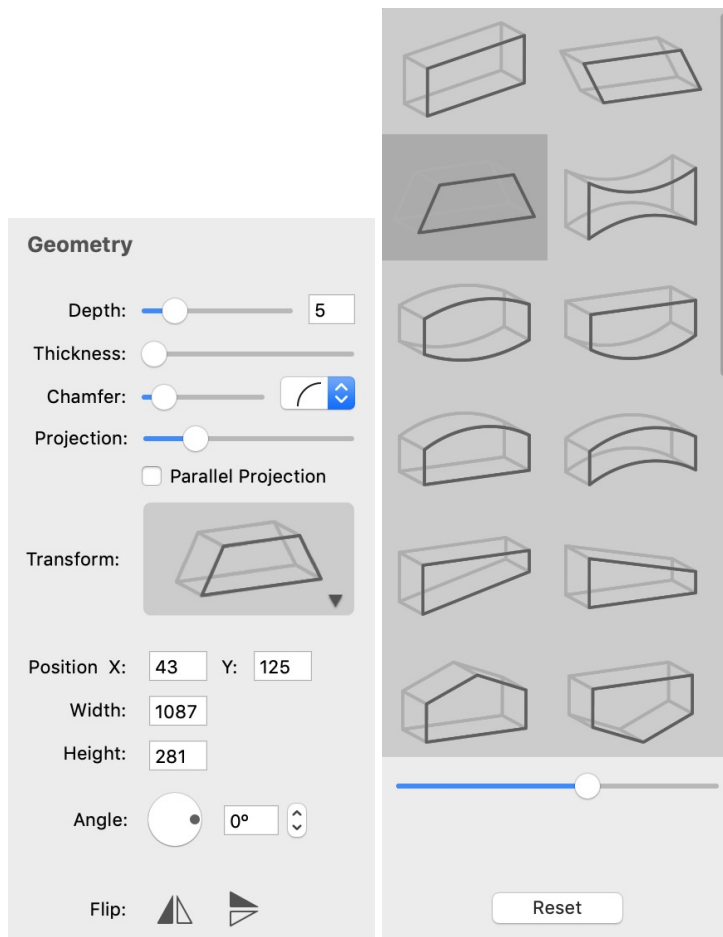 Geometry
Depth: 5
Thickness:
Chamfer:
Projection:
Parallel Projection
Transform:
Position X: 43 Y: 125
Width: 1087
Height: 281
Angle: 0º
Flip:
Reset